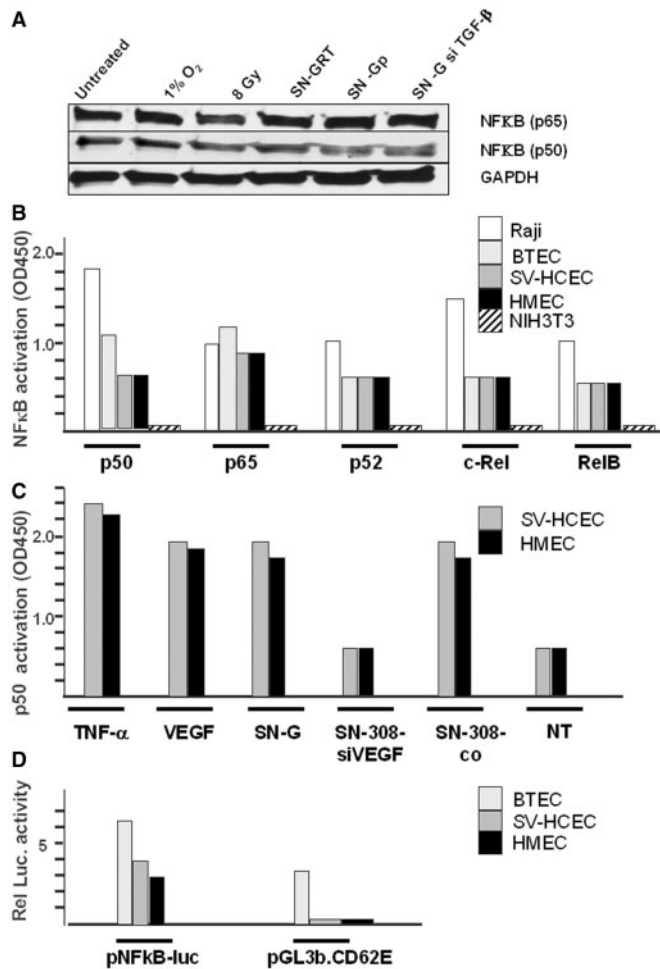 A
Untreated
1% O2
8 Gy
SN-GRT
SN -Gp
SN -G si TGF-β
NFKB (p65)
NFKB (p50)
GAPDH
B
NFκB activation (OD450)
2.0
1.0
Raji
BTEC
SV-HCEC
HMEC
NIH3T3
p50 p65 p52 c-Rel RelB
C
p50 activation (OD450)
2.0
1.0
SV-HCEC
HMEC
TNF-α VEGF SN-G SN-308- SN-308- NT
siVEGF co
D
Rel Luc. activity
5
BTEC
SV-HCEC
HMEC
pNFkB-luc pGL3b.CD62E